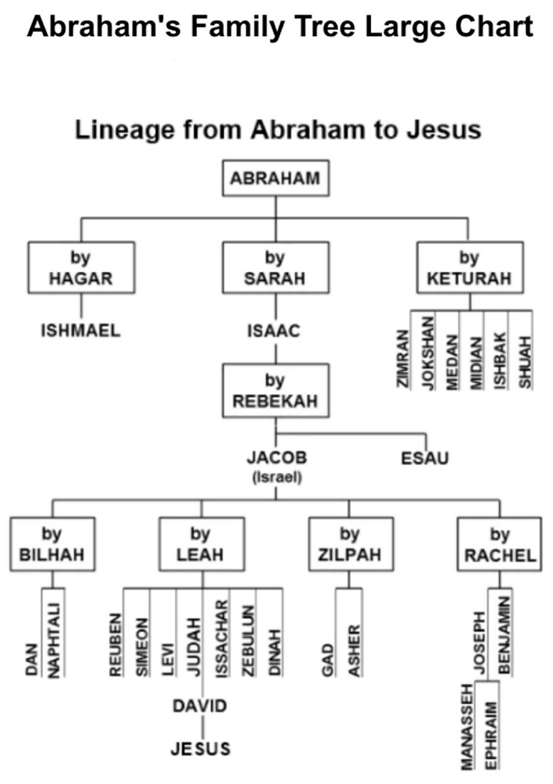 Abraham's Family Tree Large Chart
Lineage from Abraham to Jesus
ABRAHAM
by
HAGAR
by
SARAH
by
KETURAH
ISHMAEL
ISAAC
ZIMRAN
JOKSHAN
MEDAN
MIDIAN
ISHBAK
SHUAH
by
REBEKAH
JACOB
(Israel)
ESAU
by
BILHAH
by
LEAH
by
ZILPAH
by
RACHEL
DAN
NAPHTALI
REUBEN
SIMEON
LEVI
JUDAH
ISSACHAR
ZEBULUN
DINAH
GAD
ASHER
JOSEPH
BENJAMIN
DAVID
JESUS
MANASSEH
EPHRAIM